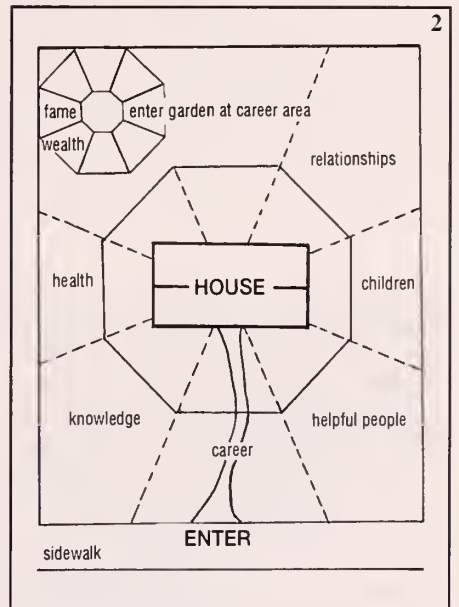 2
fame
enter garden at career area
wealth
relationships
health
HOUSE
children
knowledge
helpful people
career
ENTER
sidewalk